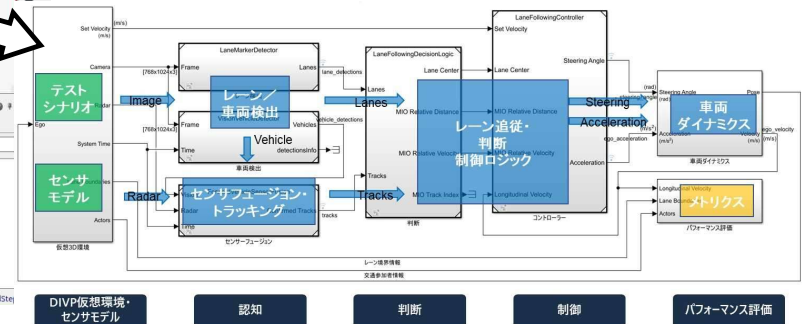 Set Velocity (m/s)
(m/s)
Camera
[768x1024x3]
Radar
Ego
System Time
Actors
テスト
シナリオ
センサ
モデル
仮想3D環境
Image
Radar
LaneMarkerDetector
Frame
Lanes
lane_detections
レーン／
車両検出
Frame
[768x1024x3]
Vehicles
vehicle_detections
Time
detectionsInfo
Vehicle
車両検出
センサフュージョン・
トラッキング
Radar
Time
tracks
センサーフュージョン
Lanes
Tracks
LaneFollowingDecisionLogic
Lanes
Lane Center
MIO Relative Distance
MIO Relative Velocity
Tracks
MIO Track Index
判断
LaneFollowingController
Set Velocity
Steering Angle
Lane Center
MIO Relative Distance
Acceleration
Longitudinal Velocity
コントローラー
レーン追従・
判断
制御ロジック
Steering
Acceleration
(rad)
Steering Angle
(rad)
Pose
(m/s²)
ego_acceleration
Acceleration
(m/s²)
Velocity
(m/s)
ego_velocity
(m/s)
車両
ダイナミクス
車両ダイナミクス
Longitudinal Velocity
Actors
メトリクス
パフォーマンス評価
レーン境界情報
交通参加者情報
DIVP仮想環境・
センサモデル
認知
判断
制御
パフォーマンス評価